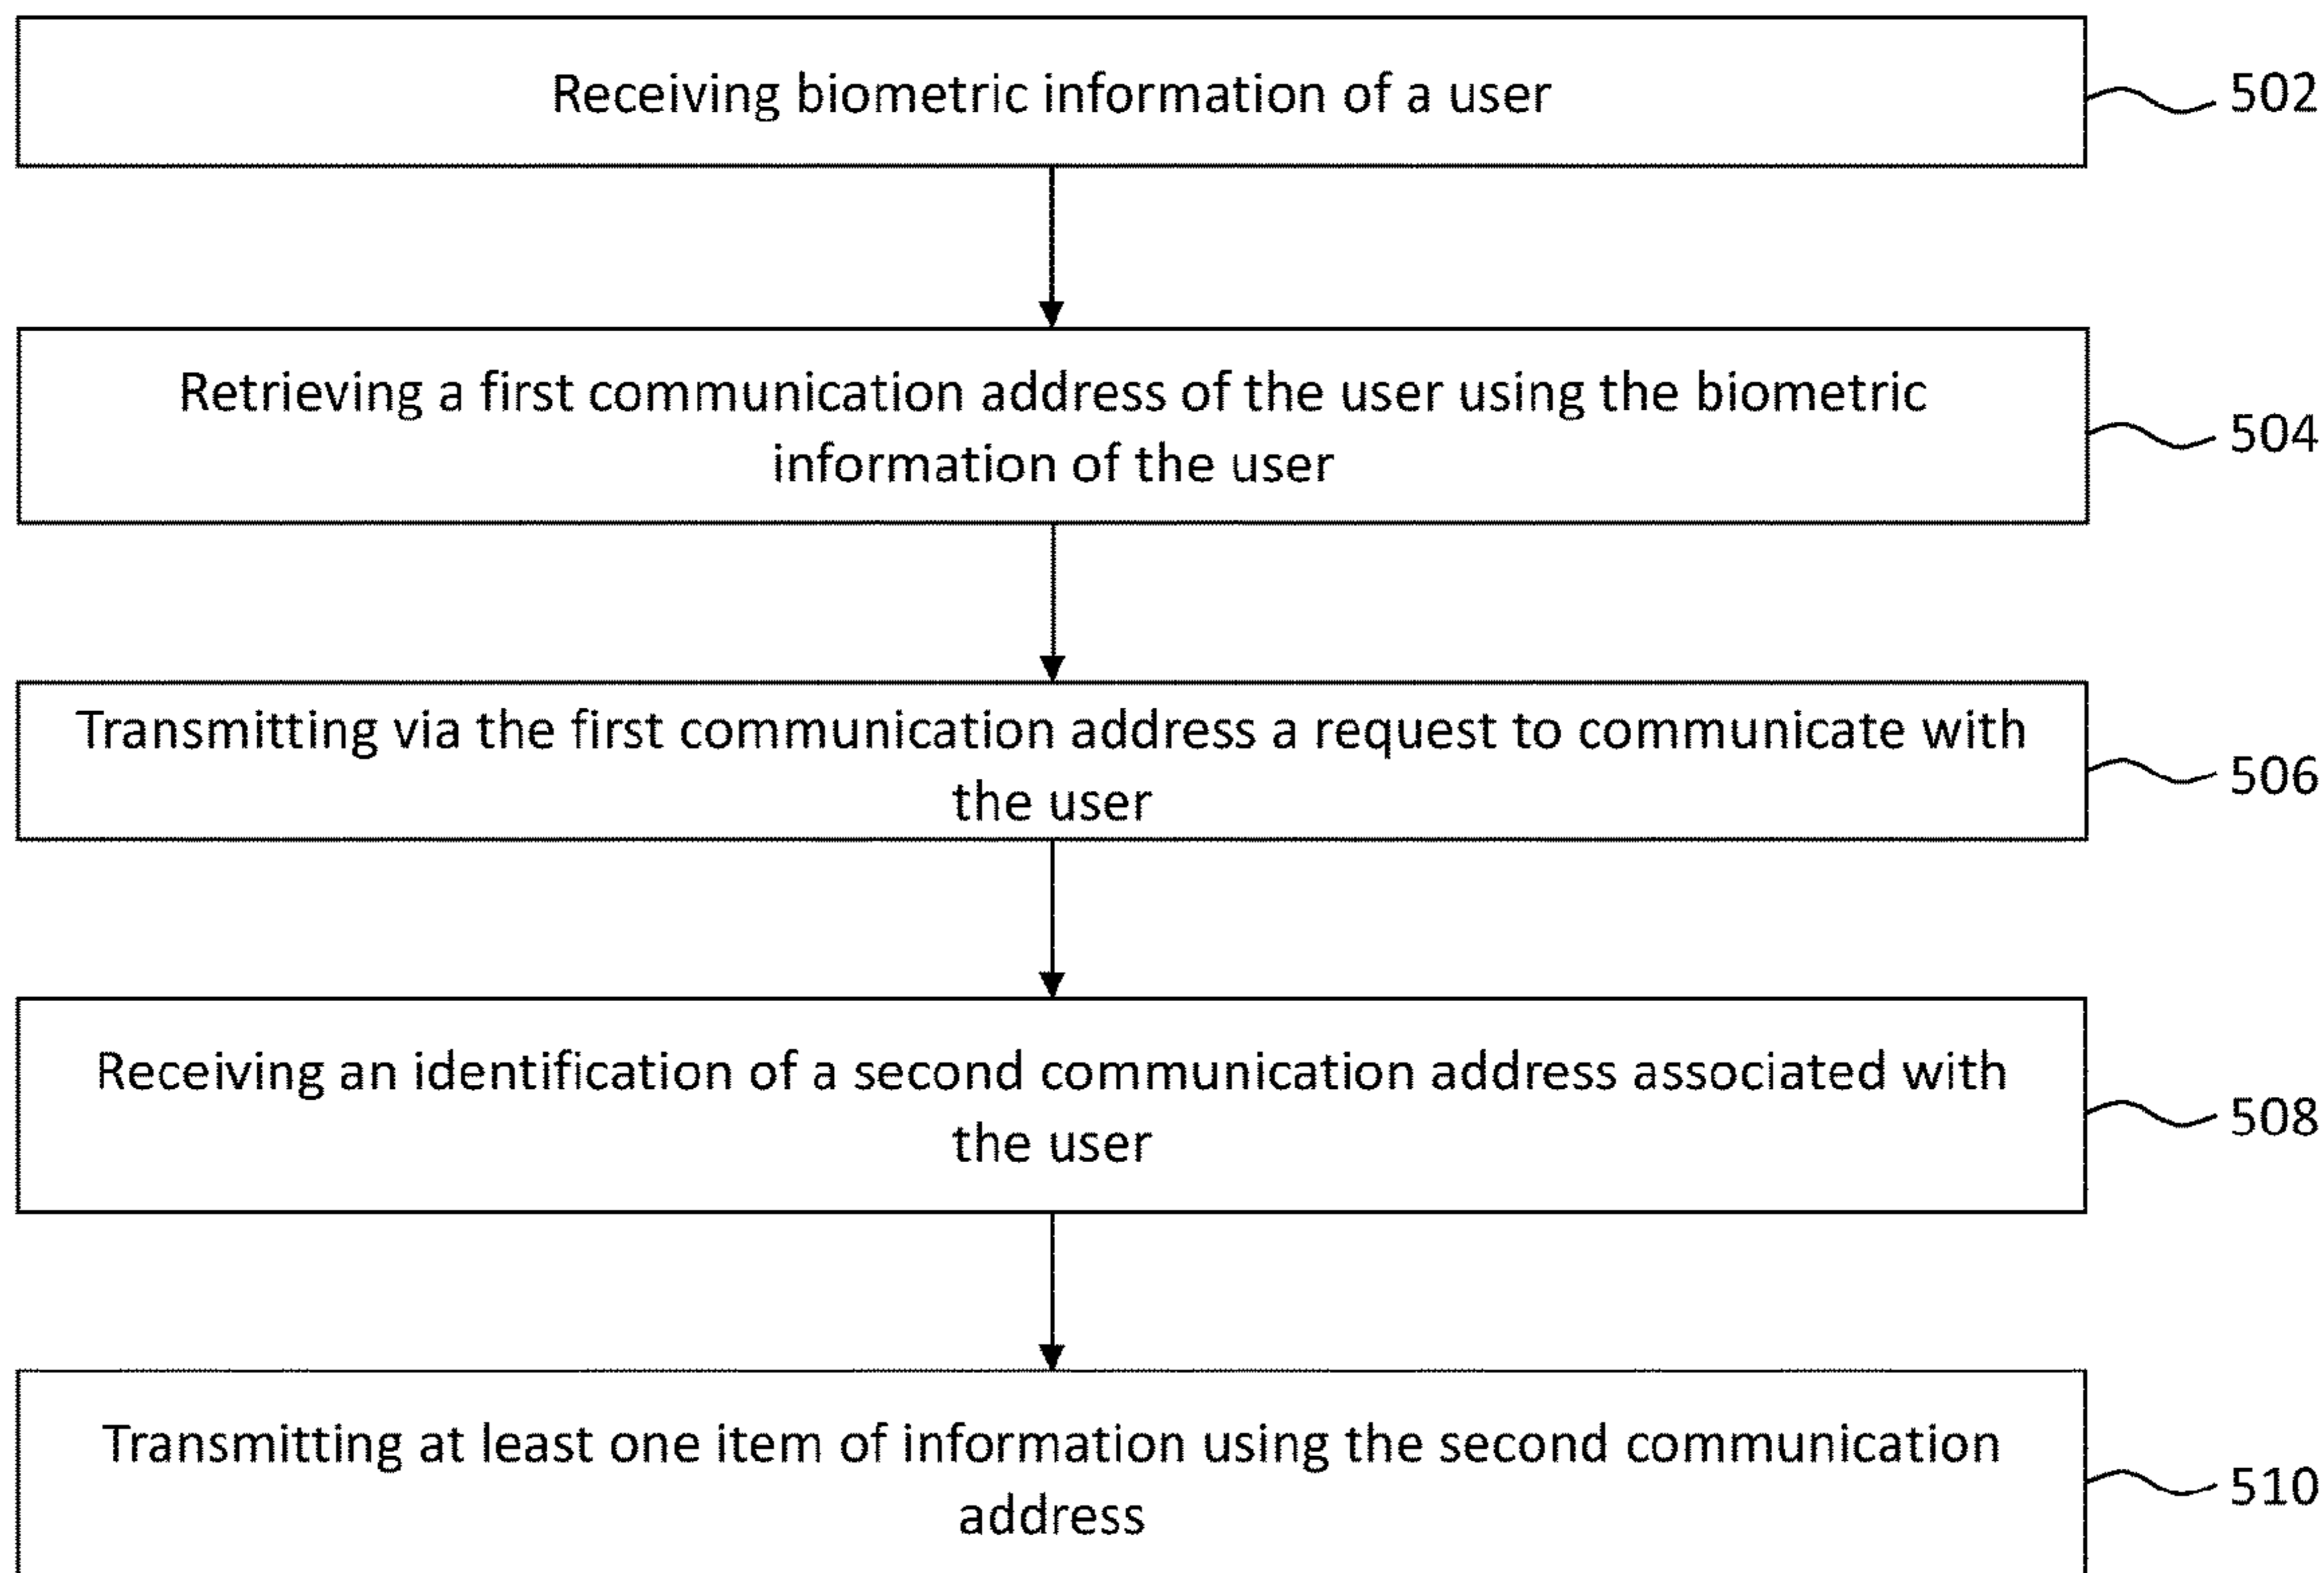 Receiving biometric information of a user
502
Retrieving a first communication address of the user using the biometric
information of the user
504
Transmitting via the first communication address a request to communicate with
the user
506
Receiving an identification of a second communication address associated with
the user
508
Transmitting at least one item of information using the second communication
address
510